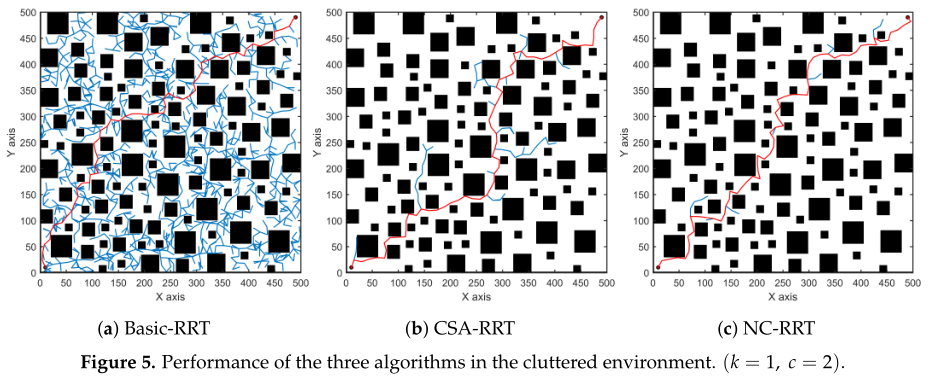 500
450
400
350
300
250
200
150
100
50
0
Y axis
0 50 100 150 200 250 300 350 400 450 500
X axis
(a) Basic-RRT
500
450
400
350
300
250
200
150
100
50
0
Y axis
0 50 100 150 200 250 300 350 400 450 500
X axis
(b) CSA-RRT
500
450
400
350
300
250
200
150
100
50
0
Y axis
0 50 100 150 200 250 300 350 400 450 500
X axis
(c) NC-RRT
Figure 5. Performance of the three algorithms in the cluttered environment. (k = 1, c = 2).